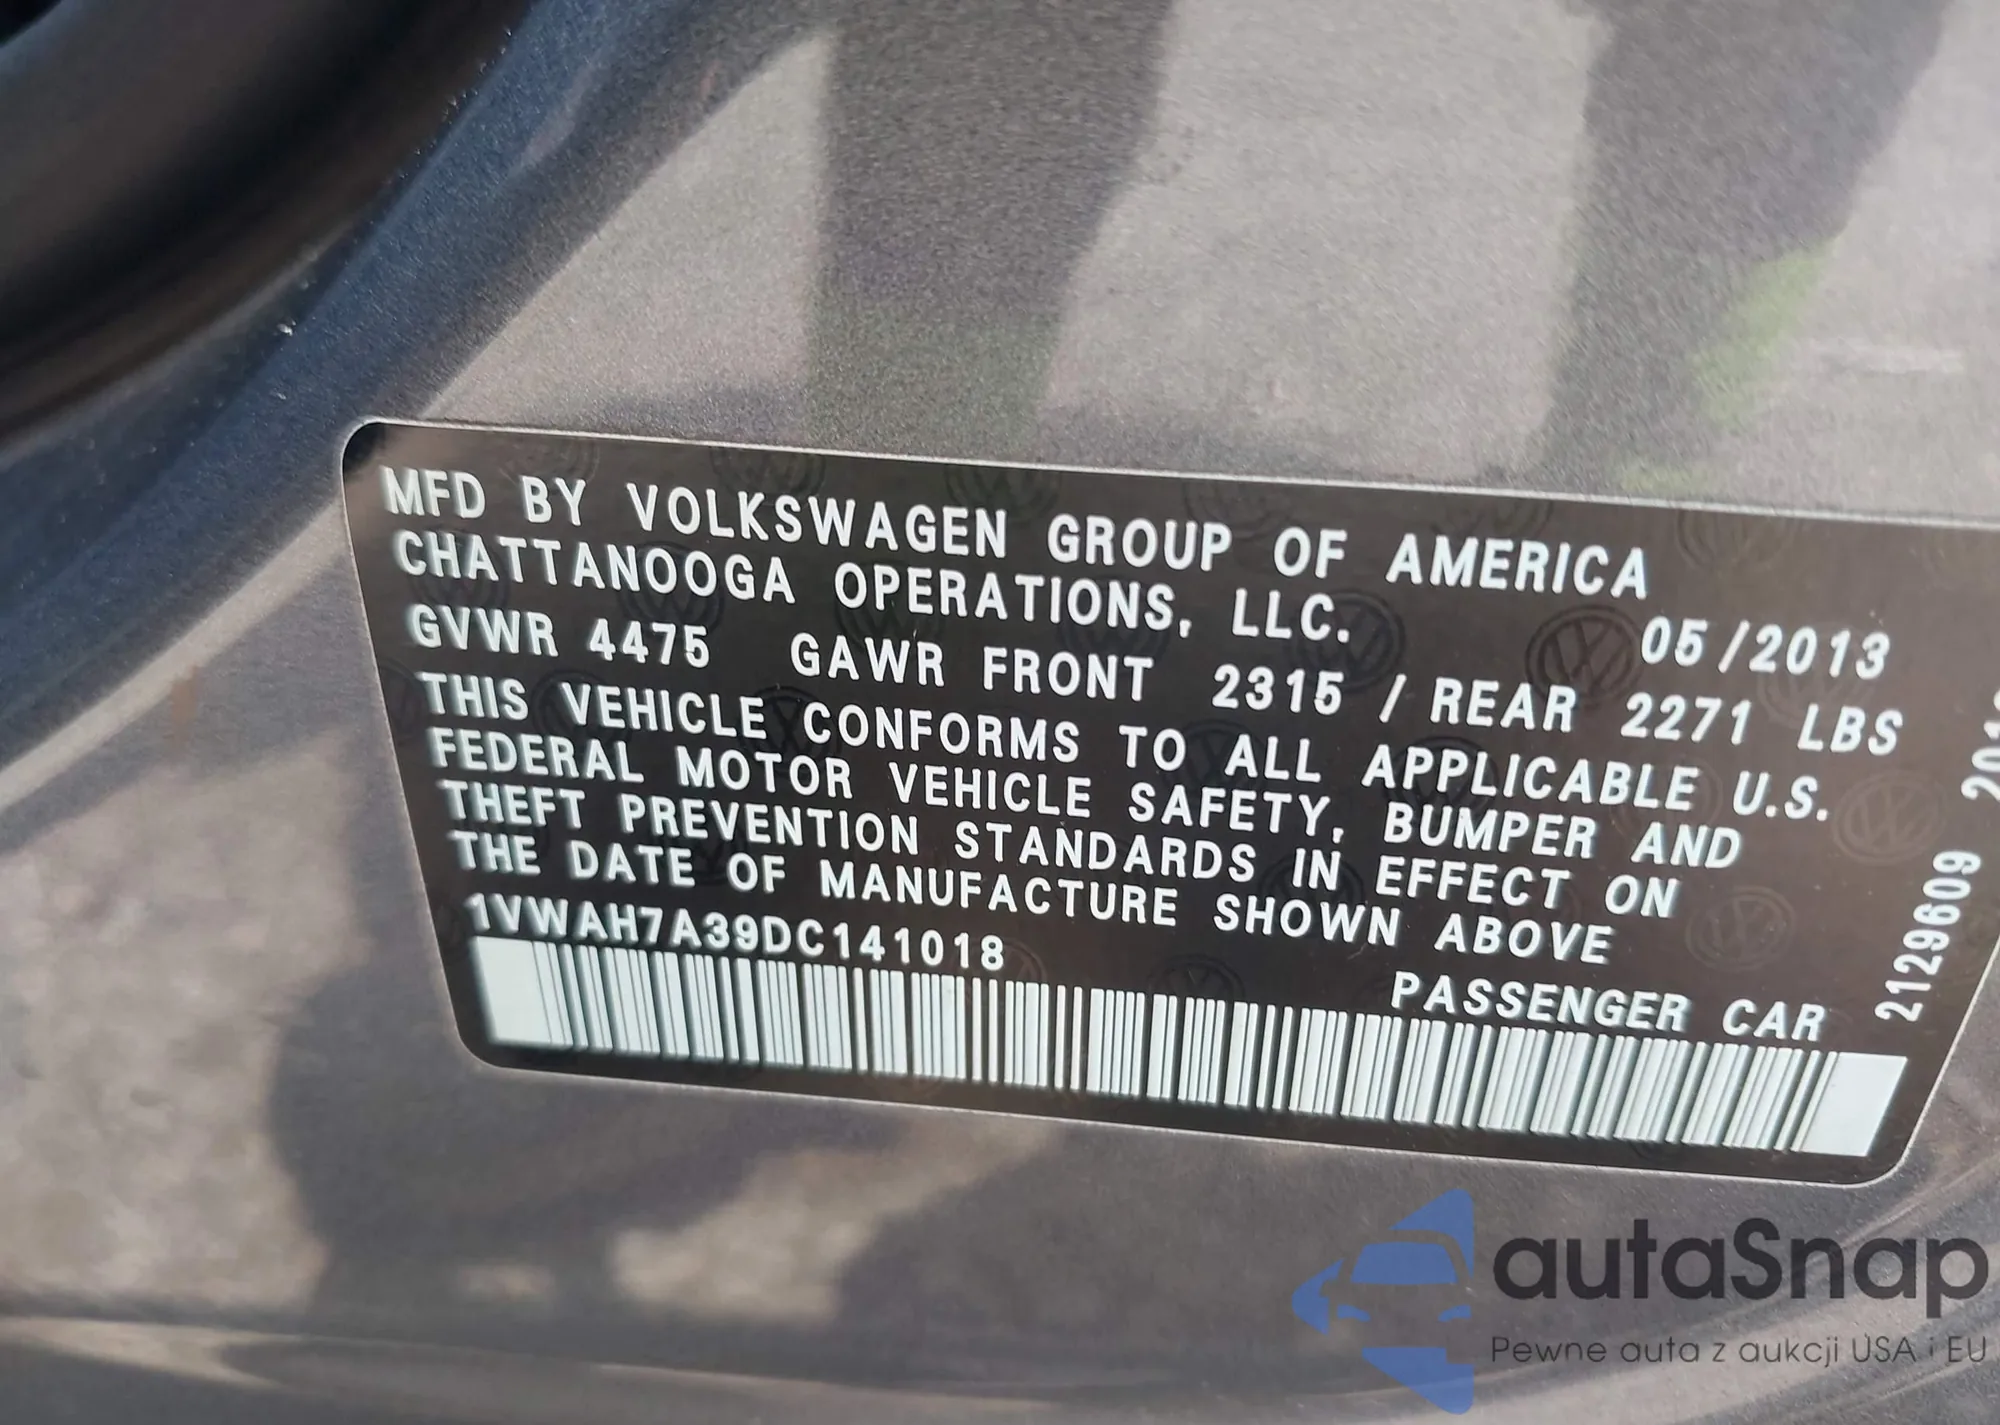 MFD BY VOLKSWAGEN GROUP OF AMERICA
CHATTANOOGA OPERATIONS, LLC.
05/2013
GVWR 4475 GAWR FRONT 2315 / REAR 2271 LBS
THIS VEHICLE CONFORMS TO ALL APPLICABLE U.S.
FEDERAL MOTOR VEHICLE SAFETY, BUMPER AND
THEFT PREVENTION STANDARDS IN EFFECT ON
THE DATE OF MANUFACTURE SHOWN ABOVE
1VWAH7A39DC141018
PASSENGER CAR
2129609
autaSnap
Pewne auta z aukcji USA i EU